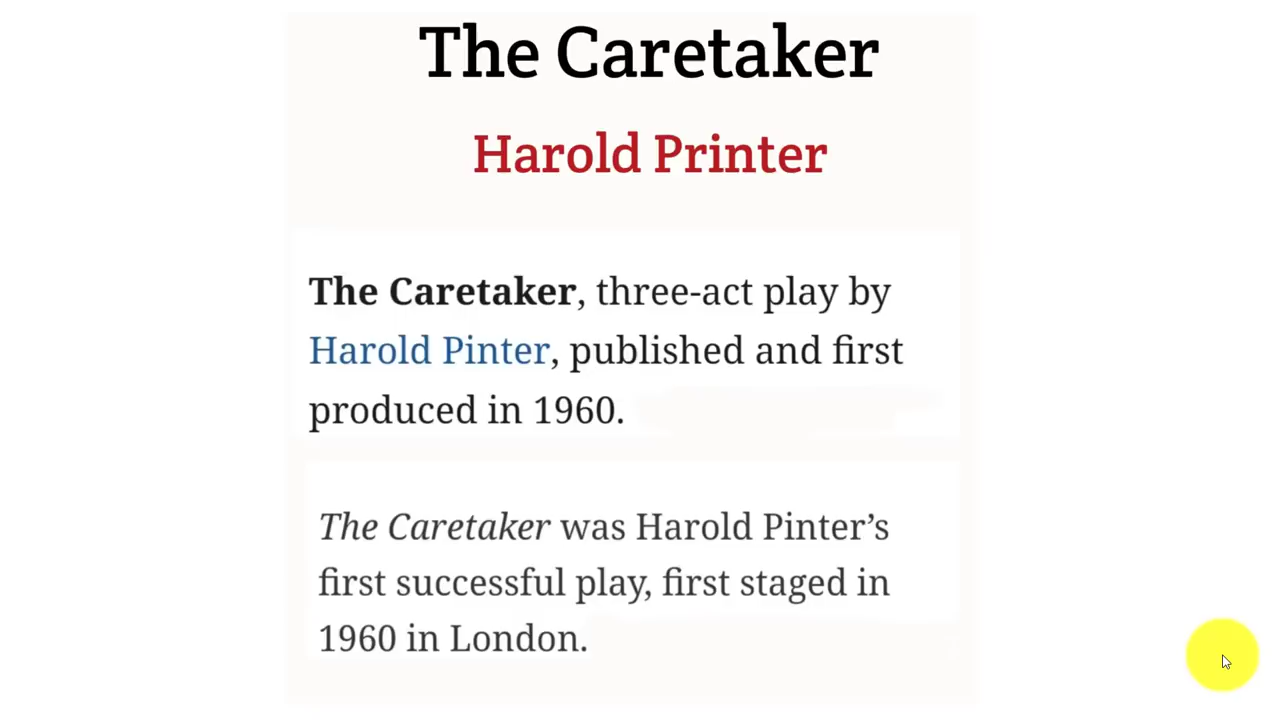 The Caretaker
Harold Printer
The Caretaker, three-act play by
Harold Pinter, published and first
produced in 1960.
The Caretaker was Harold Pinter’s
first successful play, first staged in
1960 in London.